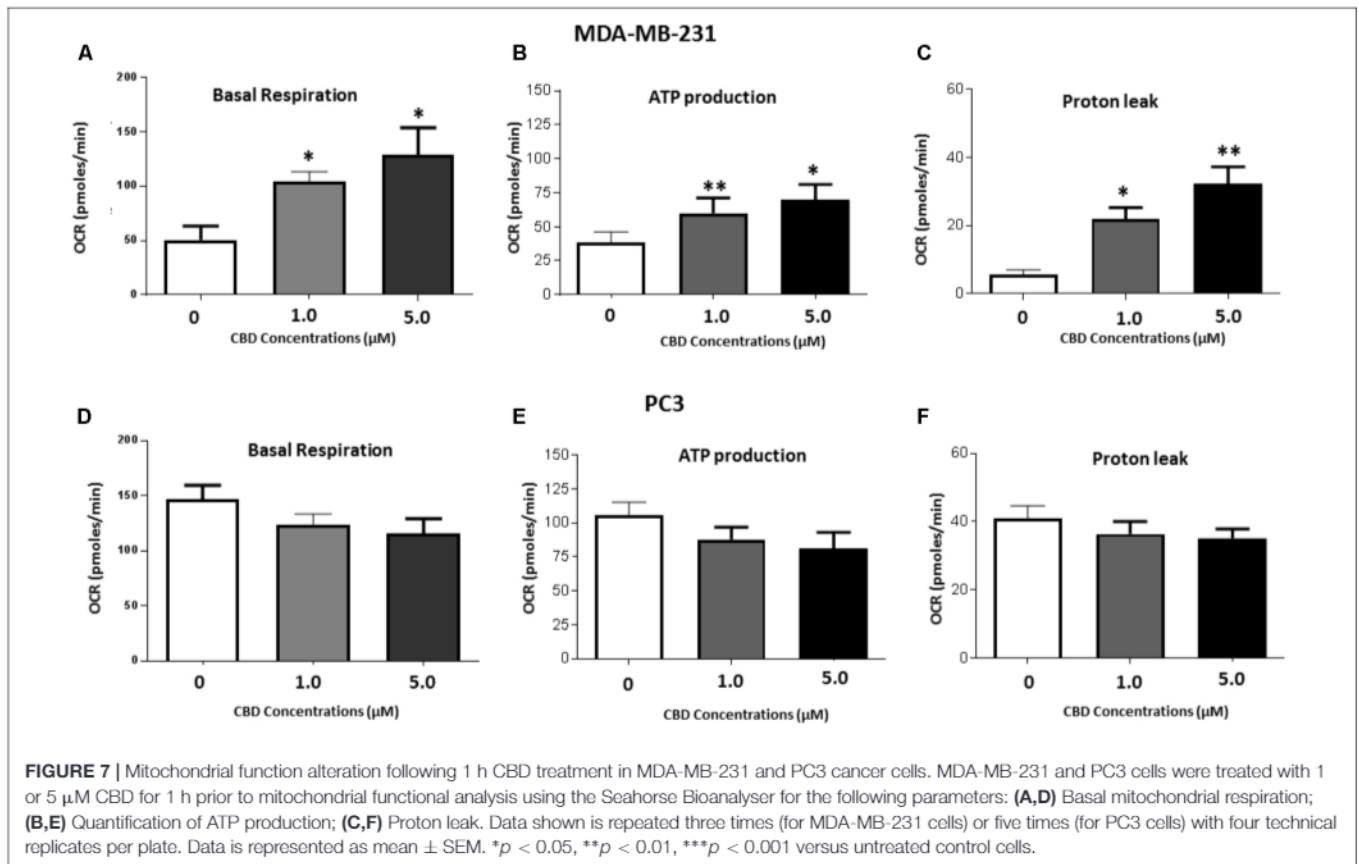 MDA-MB-231
A
B
C
Basal Respiration
ATP production
Proton leak
OCR (pmoles/min)
200
150
100
50
0
*
*
0 1.0 5.0
CBD Concentrations (µM)
OCR (pmoles/min)
150
125
100
75
50
25
0
**
*
0 1.0 5.0
CBD Concentrations (µM)
OCR (pmoles/min)
60
40
20
0
*
**
0 1.0 5.0
CBD Concentrations (µM)
PC3
D
E
F
Basal Respiration
ATP production
Proton leak
OCR (pmoles/min)
200
150
100
50
0
0 1.0 5.0
CBD Concentrations (µM)
OCR (pmoles/min)
150
125
100
75
50
25
0
0 1.0 5.0
CBD Concentrations (µM)
OCR (pmoles/min)
60
40
20
0
0 1.0 5.0
CBD Concentrations (µM)
FIGURE 7 | Mitochondrial function alteration following 1 h CBD treatment in MDA-MB-231 and PC3 cancer cells. MDA-MB-231 and PC3 cells were treated with 1
or 5 µM CBD for 1 h prior to mitochondrial functional analysis using the Seahorse Bioanalyser for the following parameters: (A,D) Basal mitochondrial respiration;
(B,E) Quantification of ATP production; (C,F) Proton leak. Data shown is repeated three times (for MDA-MB-231 cells) or five times (for PC3 cells) with four technical
replicates per plate. Data is represented as mean ± SEM. *p < 0.05, **p < 0.01, ***p < 0.001 versus untreated control cells.